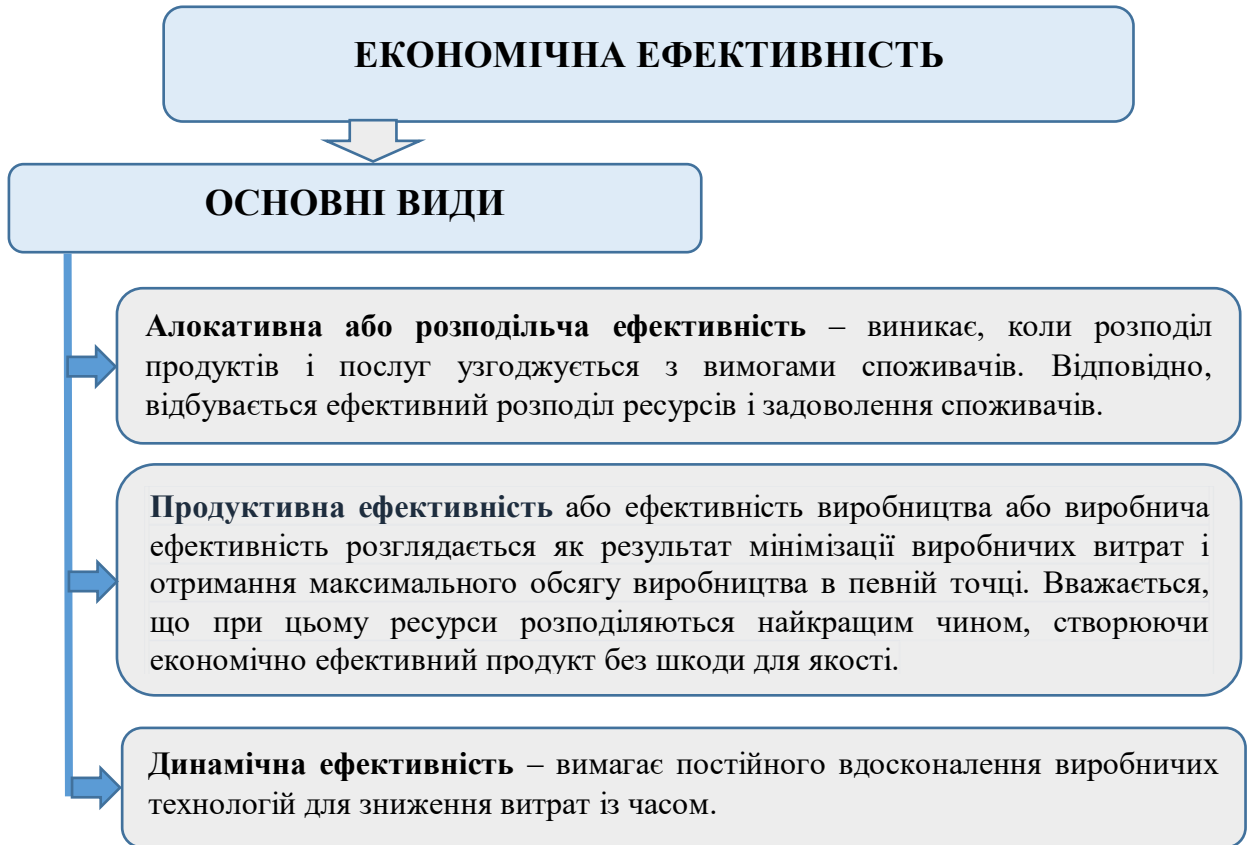 ЕКОНОМІЧНА ЕФЕКТИВНІСТЬ
ОСНОВНІ ВИДИ
Алокативна або розподільча ефективність – виникає, коли розподіл
продуктів і послуг узгоджується з вимогами споживачів. Відповідно,
відбувається ефективний розподіл ресурсів і задоволення споживачів.
Продуктивна ефективність або ефективність виробництва або виробнича
ефективність розглядається як результат мінімізації виробничих витрат і
отримання максимального обсягу виробництва в певній точці. Вважається,
що при цьому ресурси розподіляються найкращим чином, створюючи
економічно ефективний продукт без шкоди для якості.
Динамічна ефективність – вимагає постійного вдосконалення виробничих
технологій для зниження витрат із часом.